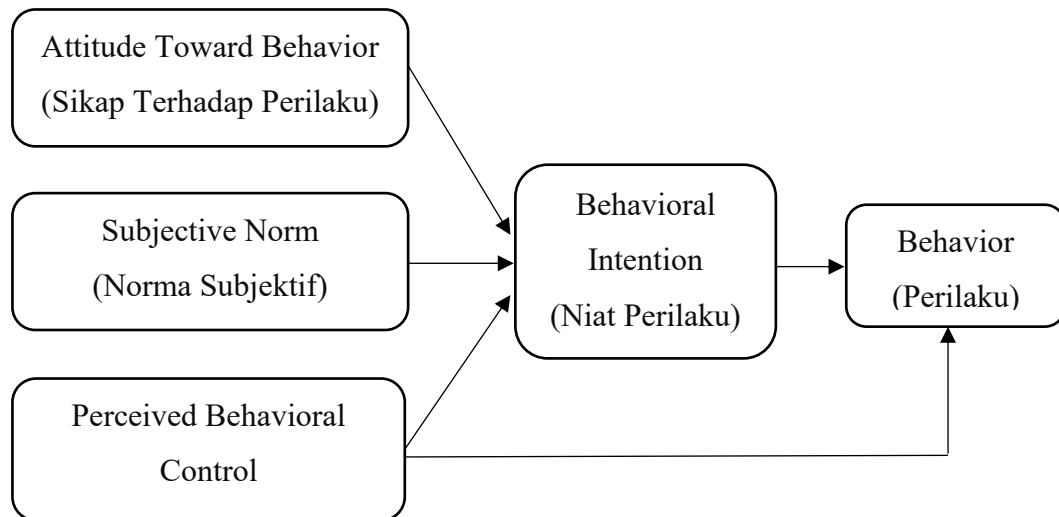 Attitude Toward Behavior
(Sikap Terhadap Perilaku)
Subjective Norm
(Norma Subjektif)
Perceived Behavioral
Control
Behavioral
Intention
(Niat Perilaku)
Behavior
(Perilaku)